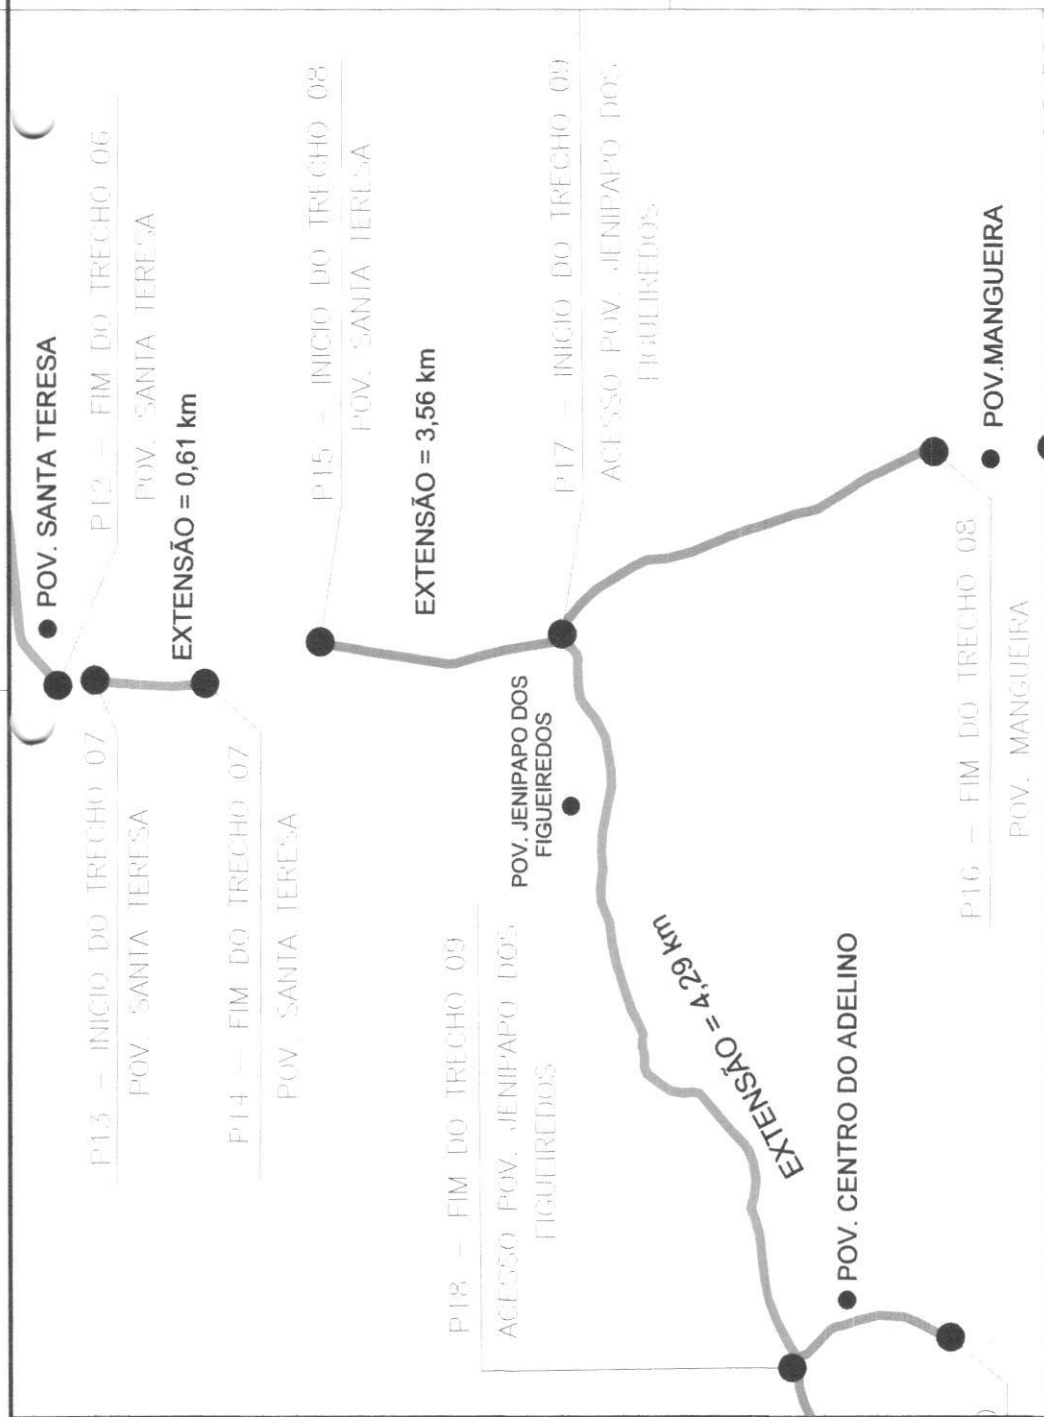 POV. SANTA TERESA
P12 - FIM DO TRECHO 06
POV. SANTA TERESA
EXTENSÃO = 0,61 km
P13 - INICIO DO TRECHO 07
POV. SANTA TERESA
P14 - FIM DO TRECHO 07
POV. SANTA TERESA
P15 - INICIO DO TRECHO 08
POV. SANTA TERESA
EXTENSÃO = 3,56 km
P17 - INICIO DO TRECHO 09
ACESSO POV. JENIPAPO DOS
FIGUEIREDOS
POV. JENIPAPO DOS
FIGUEIREDOS
P18 - FIM DO TRECHO 09
ACESSO POV. JENIPAPO DOS
FIGUEIREDOS
EXTENSÃO = 4,29 km
POV. CENTRO DO ADELINO
POV.MANGUEIRA
P16 - FIM DO TRECHO 08
POV. MANGUEIRA